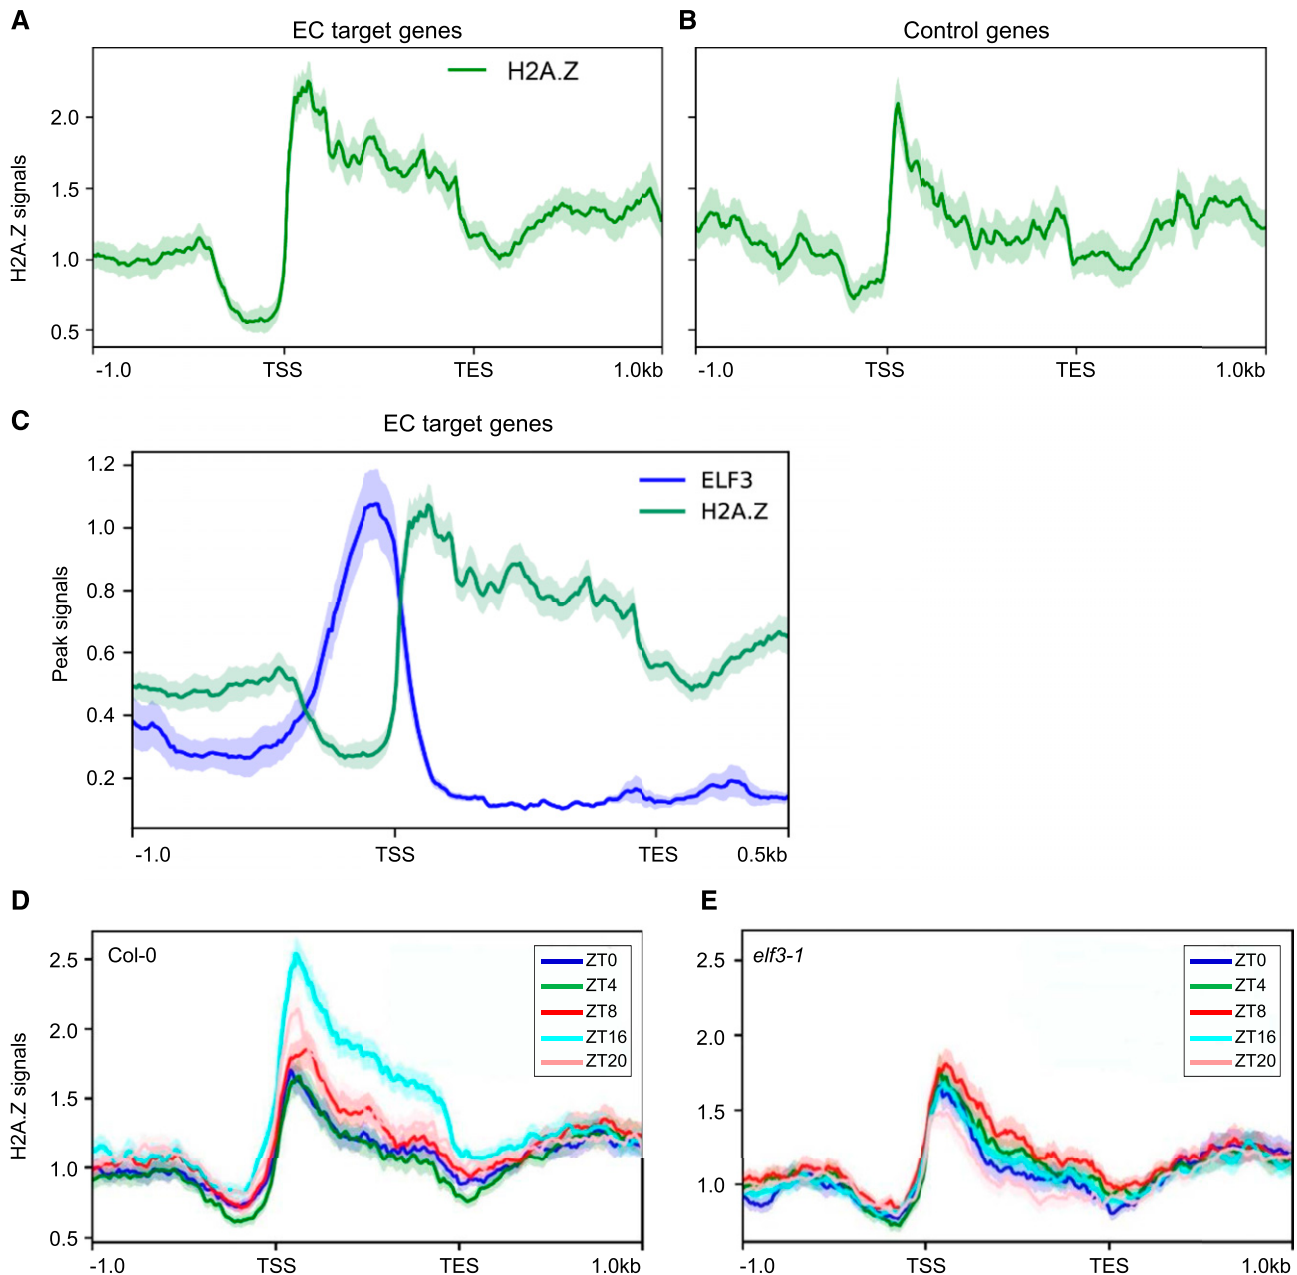 A
EC target genes
H2A.Z
H2A.Z signals
2.0
1.5
1.0
0.5
-1.0 TSS TES 1.0kb
B
Control genes
-1.0 TSS TES 1.0kb
C
EC target genes
ELF3
H2A.Z
Peak signals
1.2
1.0
0.8
0.6
0.4
0.2
-1.0 TSS TES 0.5kb
D
Col-0
ZT0
ZT4
ZT8
ZT16
ZT20
H2A.Z signals
2.5
2.0
1.5
1.0
0.5
-1.0 TSS TES 1.0kb
E
elf3-1
ZT0
ZT4
ZT8
ZT16
ZT20
2.5
2.0
1.5
1.0
-1.0 TSS TES 1.0kb